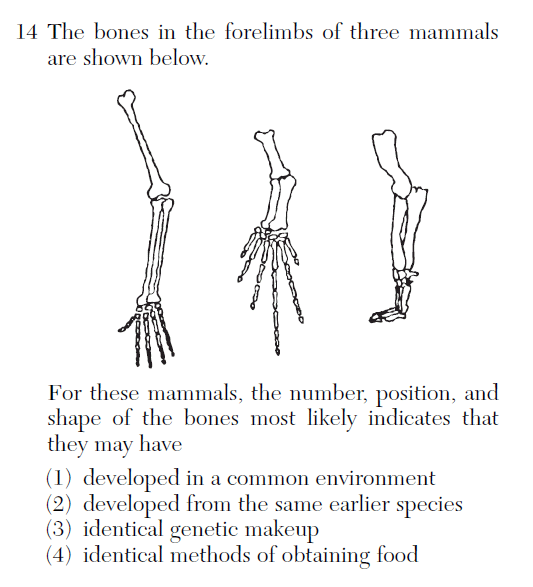 14 The bones in the forelimbs of three mammals
are shown below.
For these mammals, the number, position, and
shape of the bones most likely indicates that
they may have
(1) developed in a common environment
(2) developed from the same earlier species
(3) identical genetic makeup
(4) identical methods of obtaining food